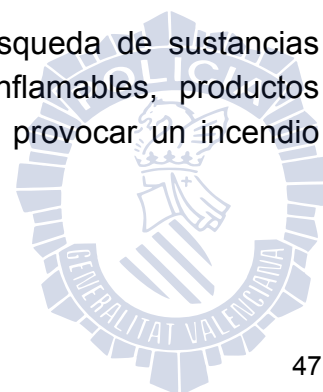 squeda de sustancias
nflamables, productos
provocar un incendio
POLICIA
GENERALITAT VALENCIANA
47